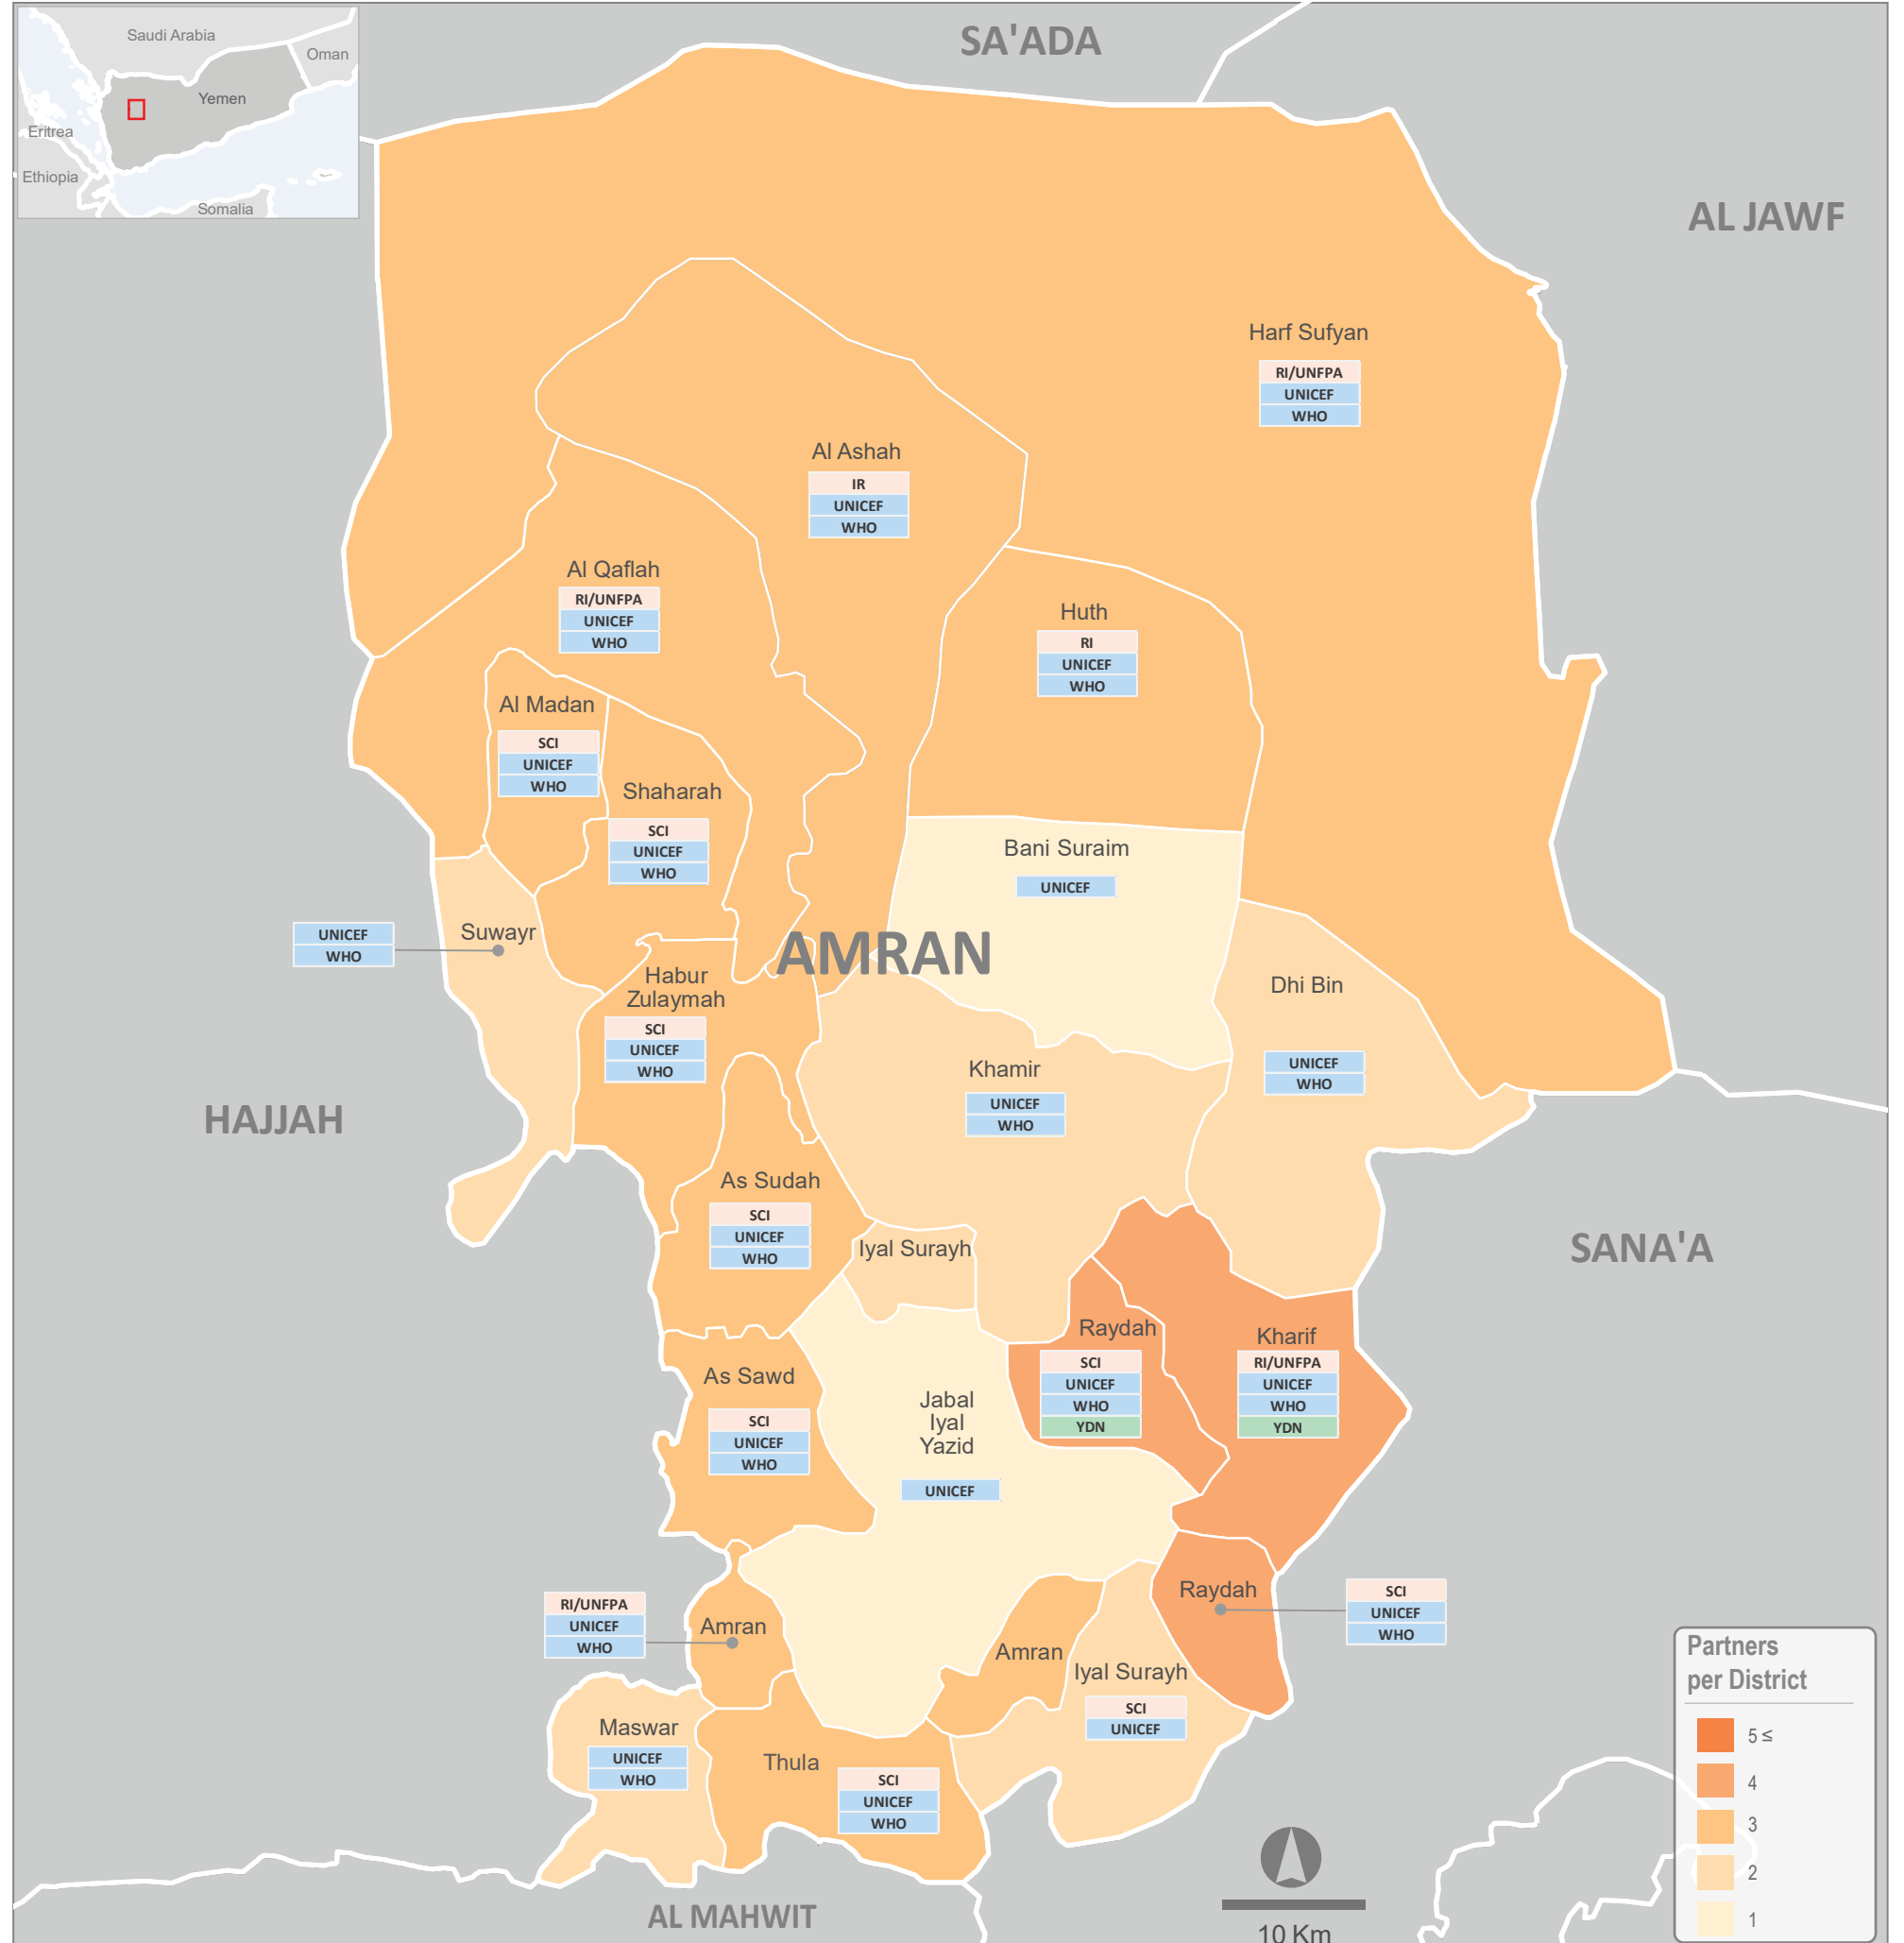 SA'ADA
Saudi Arabia
Oman
Yemen
Eritrea
Ethiopia
Somalia
AL JAWF
Harf Sufyan
RI/UNFPA
UNICEF
WHO
Al Ashah
IR
UNICEF
WHO
Al Qaflah
RI/UNFPA
UNICEF
WHO
Huth
RI
UNICEF
WHO
Al Madan
SCI
UNICEF
WHO
Shaharah
SCI
UNICEF
WHO
Bani Suraim
UNICEF
Suwayr
UNICEF
WHO
AMRAN
Habur
Zulaymah
SCI
UNICEF
WHO
Dhi Bin
UNICEF
WHO
Khamir
UNICEF
WHO
HAJJAH
As Sudah
SCI
UNICEF
WHO
Iyal Surayh
SANA'A
Raydah
SCI
UNICEF
WHO
YDN
Kharif
RI/UNFPA
UNICEF
WHO
YDN
As Sawd
SCI
UNICEF
WHO
Jabal
Iyal
Yazid
UNICEF
Raydah
SCI
UNICEF
WHO
RI/UNFPA
UNICEF
WHO
Amran
Amran
Iyal Surayh
SCI
UNICEF
Maswar
UNICEF
WHO
Thula
SCI
UNICEF
WHO
Partners
per District
5 ≤
4
3
2
1
AL MAHWIT
10 Km